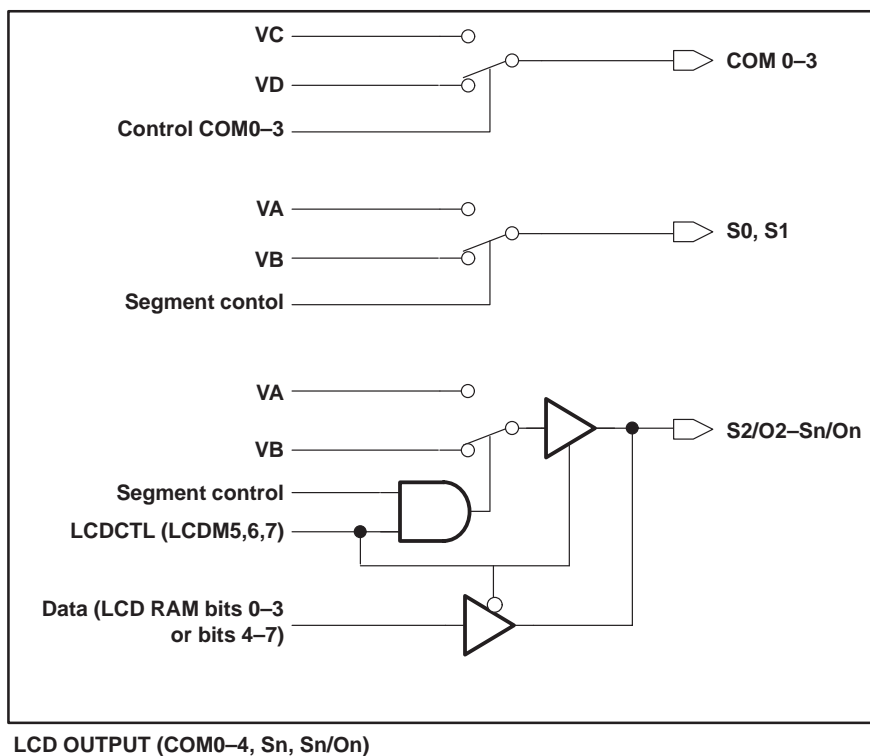 VC
VD
COM 0–3
Control COM0–3
VA
VB
S0, S1
Segment contol
VA
VB
S2/O2–Sn/On
Segment control
LCDCTL (LCDM5,6,7)
Data (LCD RAM bits 0–3
or bits 4–7)
LCD OUTPUT (COM0–4, Sn, Sn/On)